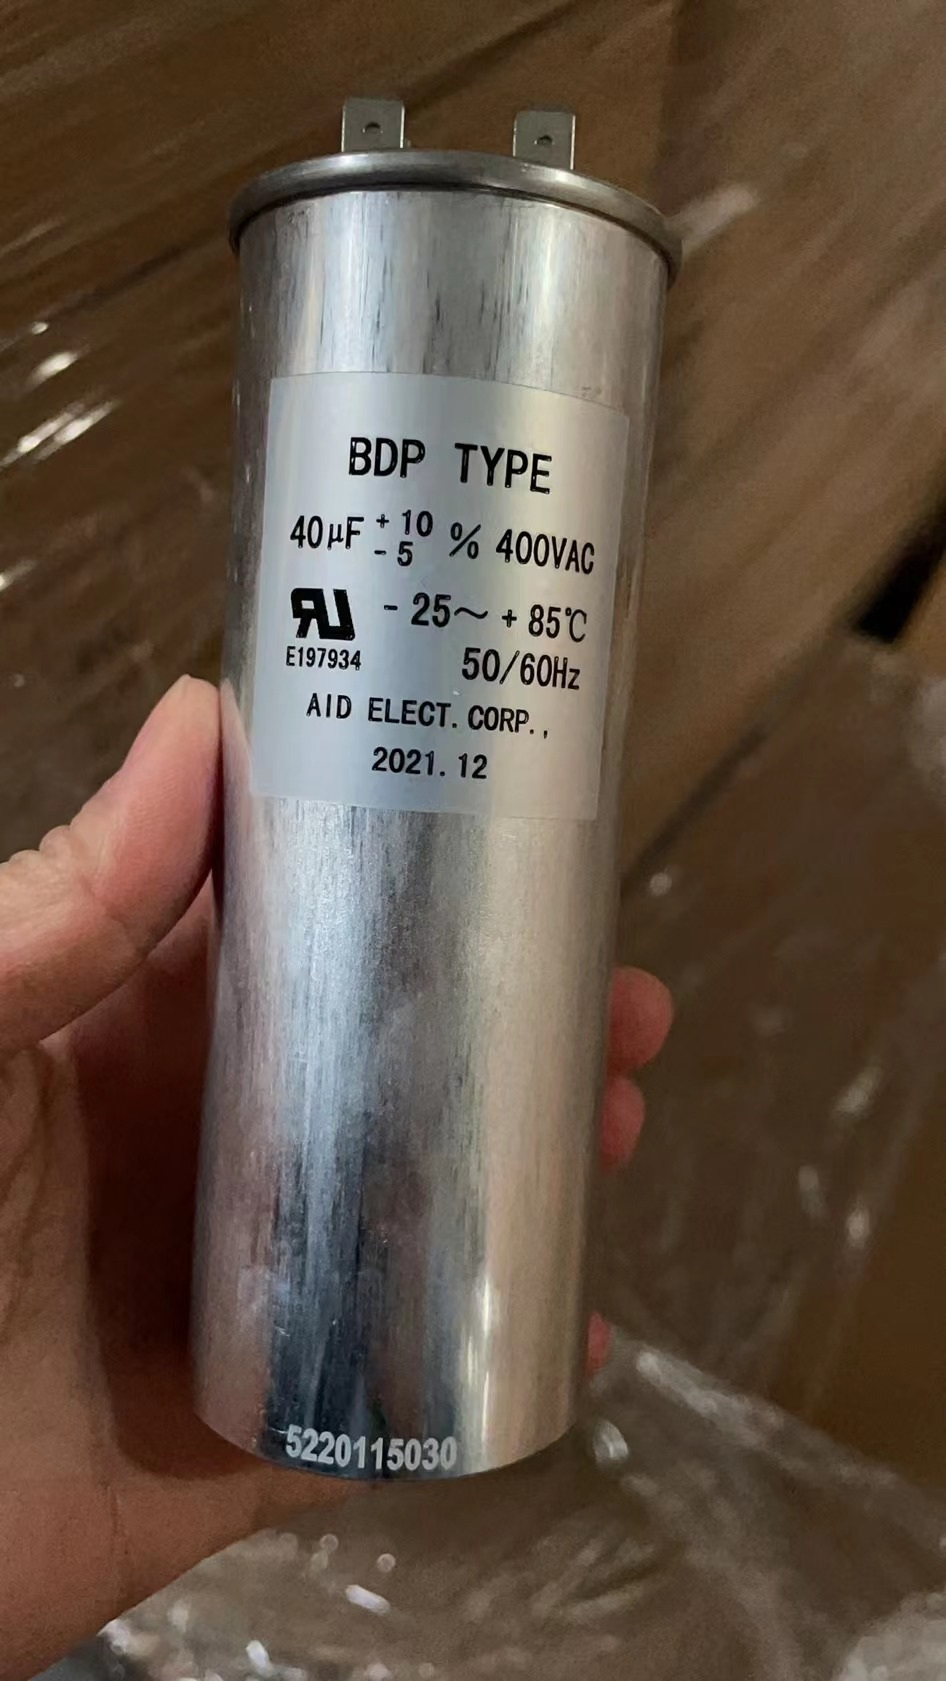 BDP TYPE
40μF +10 -5 % 400VAC
-25~+85℃
E197934 50/60Hz
AID ELECT. CORP.,
2021.12
5220115030